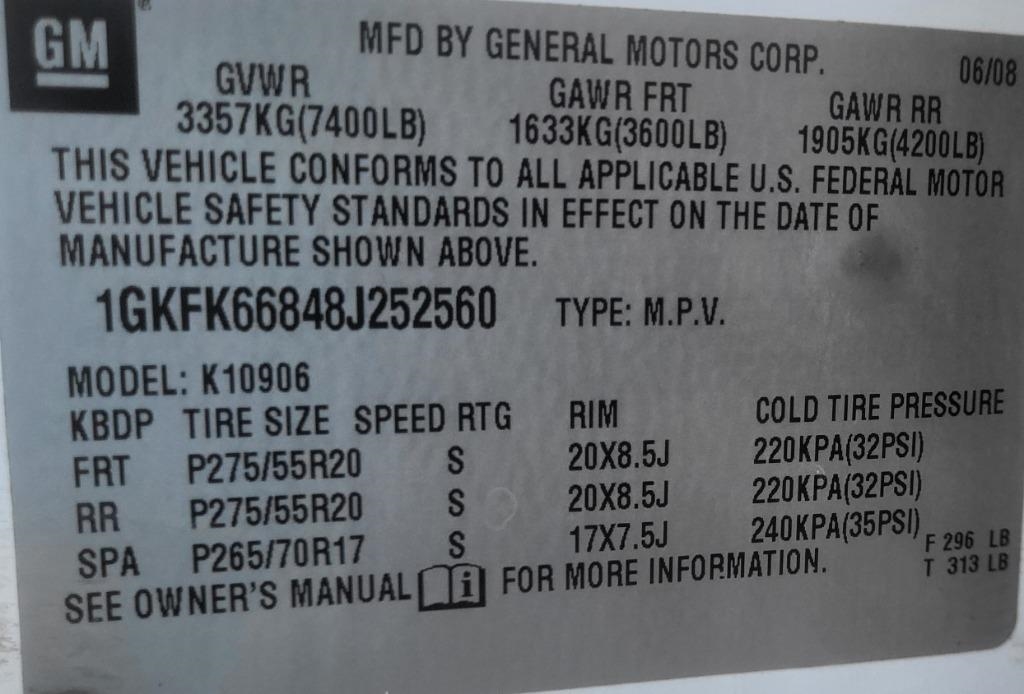 GM
MFD BY GENERAL MOTORS CORP. 06/08
GVWR GAWR FRT GAWR RR
3357KG(7400LB) 1633KG(3600LB) 1905KG(4200LB)
THIS VEHICLE CONFORMS TO ALL APPLICABLE U.S. FEDERAL MOTOR
VEHICLE SAFETY STANDARDS IN EFFECT ON THE DATE OF
MANUFACTURE SHOWN ABOVE.
1GKFK66848J252560 TYPE: M.P.V.
MODEL: K10906
KBDP TIRE SIZE SPEED RTG RIM COLD TIRE PRESSURE
FRT P275/55R20 S 20X8.5J 220KPA(32PSI)
RR P275/55R20 S 20X8.5J 220KPA(32PSI)
SPA P265/70R17 S 17X7.5J 240KPA(35PSI) F 296 LB
SEE OWNER'S MANUAL i FOR MORE INFORMATION. T 313 LB